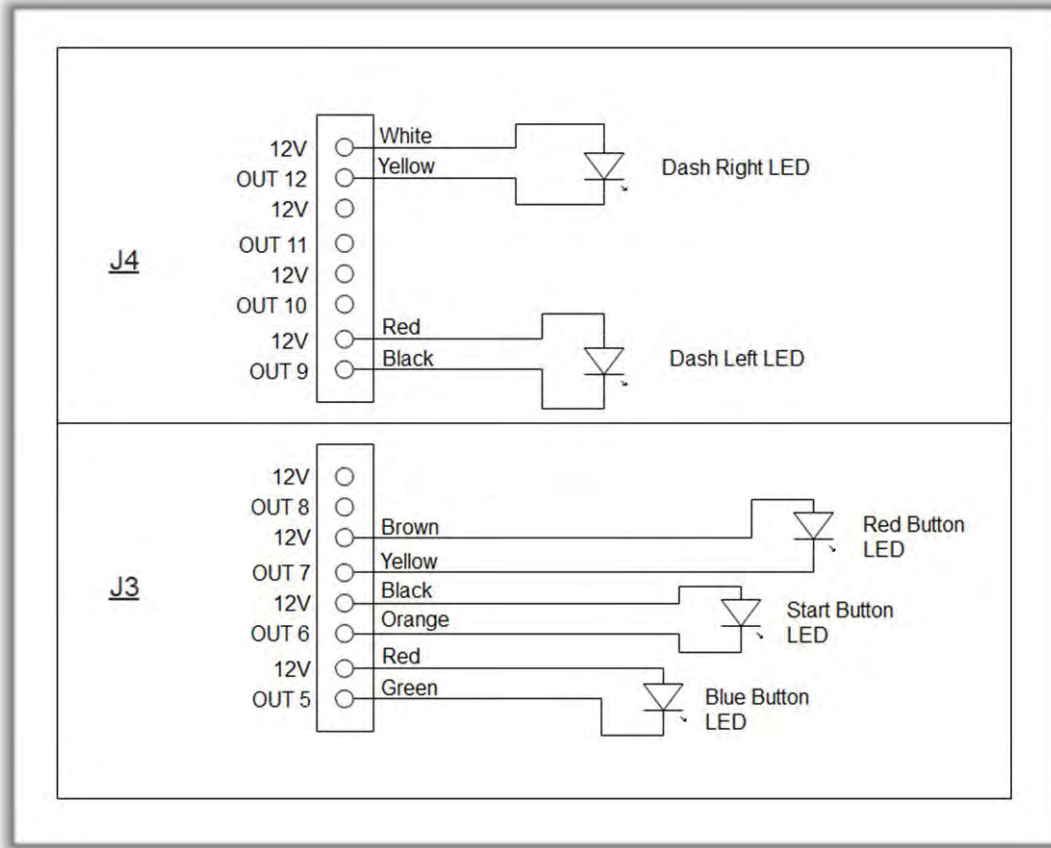 12V
White
OUT 12
Yellow
Dash Right LED
12V
OUT 11
J4
12V
OUT 10
12V
Red
OUT 9
Black
Dash Left LED
12V
OUT 8
12V
Brown
Red Button
LED
OUT 7
Yellow
J3
12V
Black
Start Button
LED
OUT 6
Orange
12V
Red
OUT 5
Green
Blue Button
LED